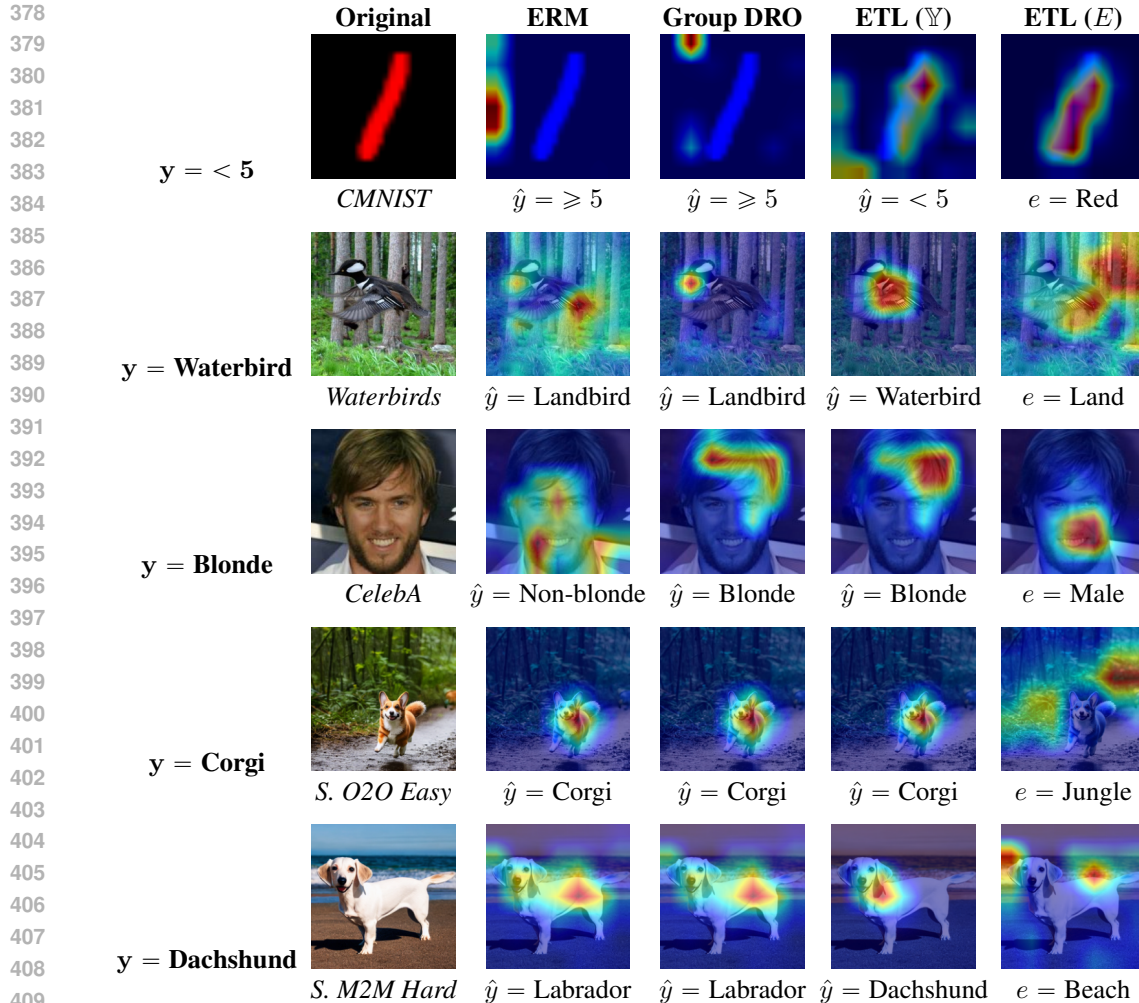 378 Original ERM Group DRO ETL (𝕐) ETL (E)
379
380
381
382
383 y = < 5
384 CMNIST ŷ = ⩾ 5 ŷ = ⩾ 5 ŷ = < 5 e = Red
385
386
387
388
389 y = Waterbird
390 Waterbirds ŷ = Landbird ŷ = Landbird ŷ = Waterbird e = Land
391
392
393
394
395 y = Blonde
396 CelebA ŷ = Non-blonde ŷ = Blonde ŷ = Blonde e = Male
397
398
399
400
401 y = Corgi
402 S. O2O Easy ŷ = Corgi ŷ = Corgi ŷ = Corgi e = Jungle
403
404
405
406
407 y = Dachshund
408 S. M2M Hard ŷ = Labrador ŷ = Labrador ŷ = Dachshund e = Beach
409